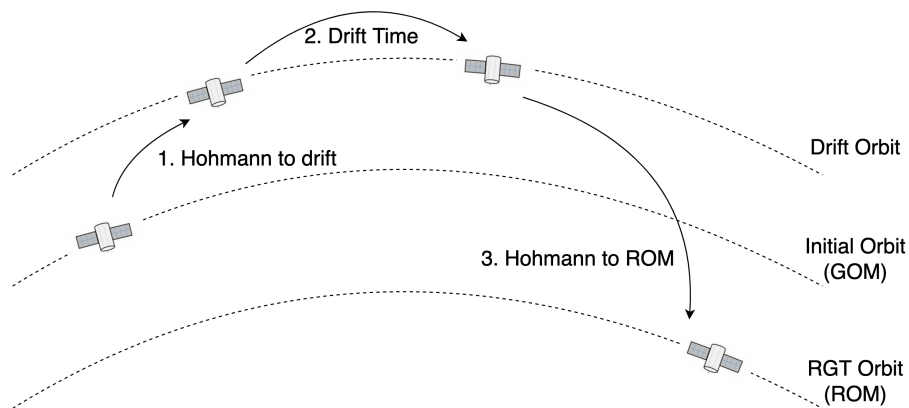 2. Drift Time
1. Hohmann to drift
Drift Orbit
Initial Orbit
(GOM)
3. Hohmann to ROM
RGT Orbit
(ROM)